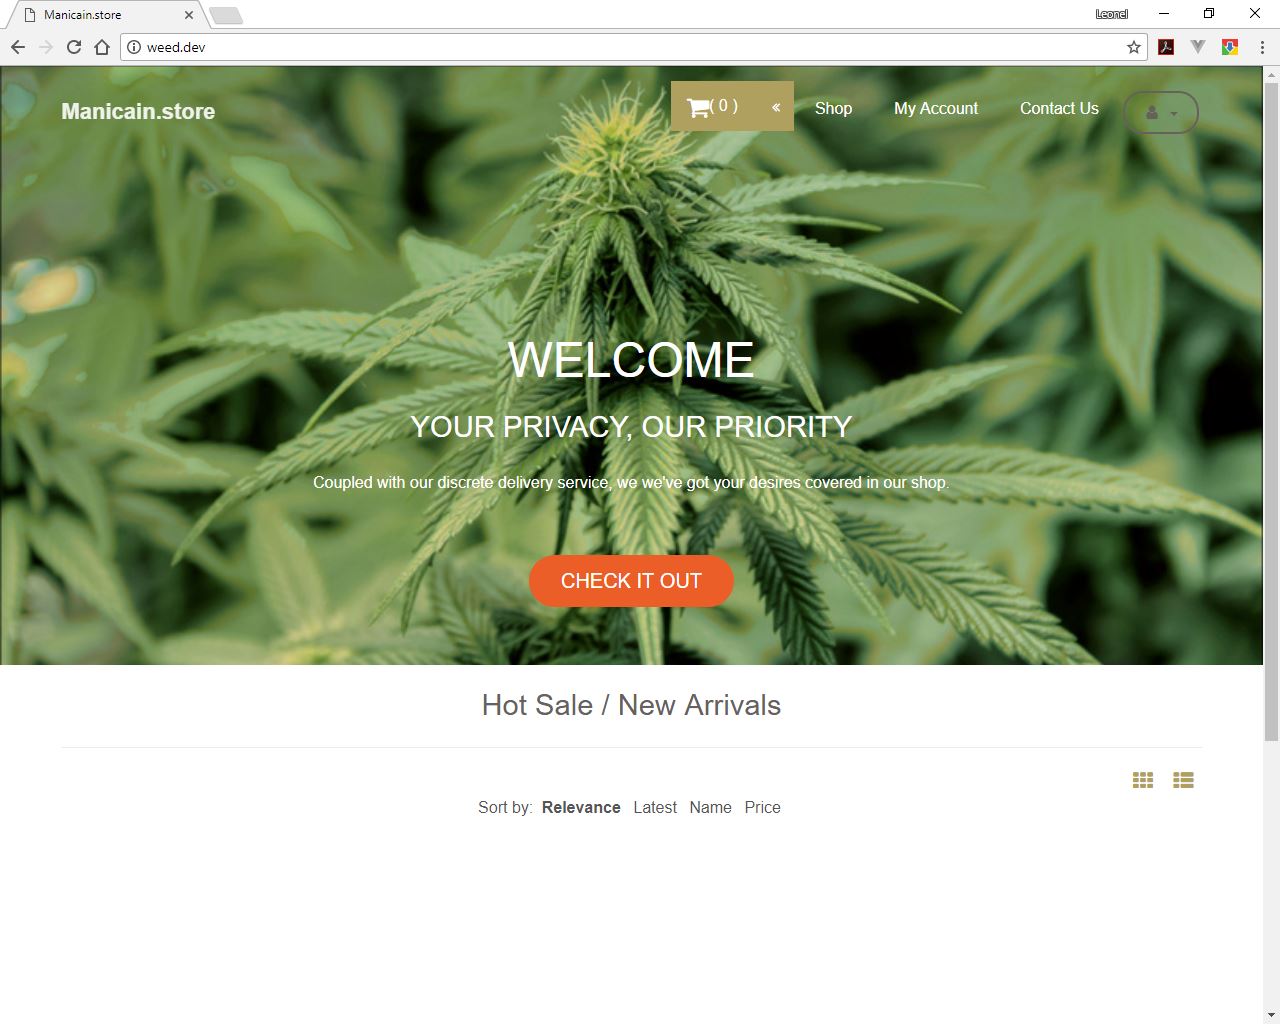 Manicain.store
Leonel
weed.dev
Manicain.store
( 0 ) «
Shop
My Account
Contact Us
WELCOME
YOUR PRIVACY, OUR PRIORITY
Coupled with our discrete delivery service, we we've got your desires covered in our shop.
CHECK IT OUT
Hot Sale / New Arrivals
Sort by: Relevance Latest Name Price